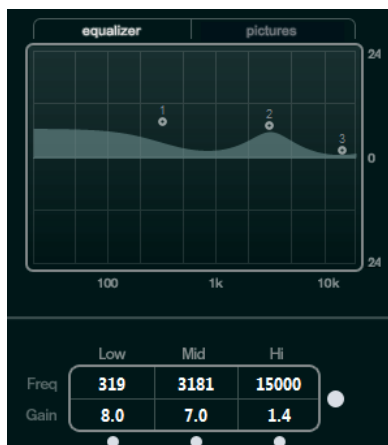 equalizer pictures
24
1 2 3
0
24
100 1k 10k
Low Mid Hi
Freq 319 3181 15000
Gain 8.0 7.0 1.4